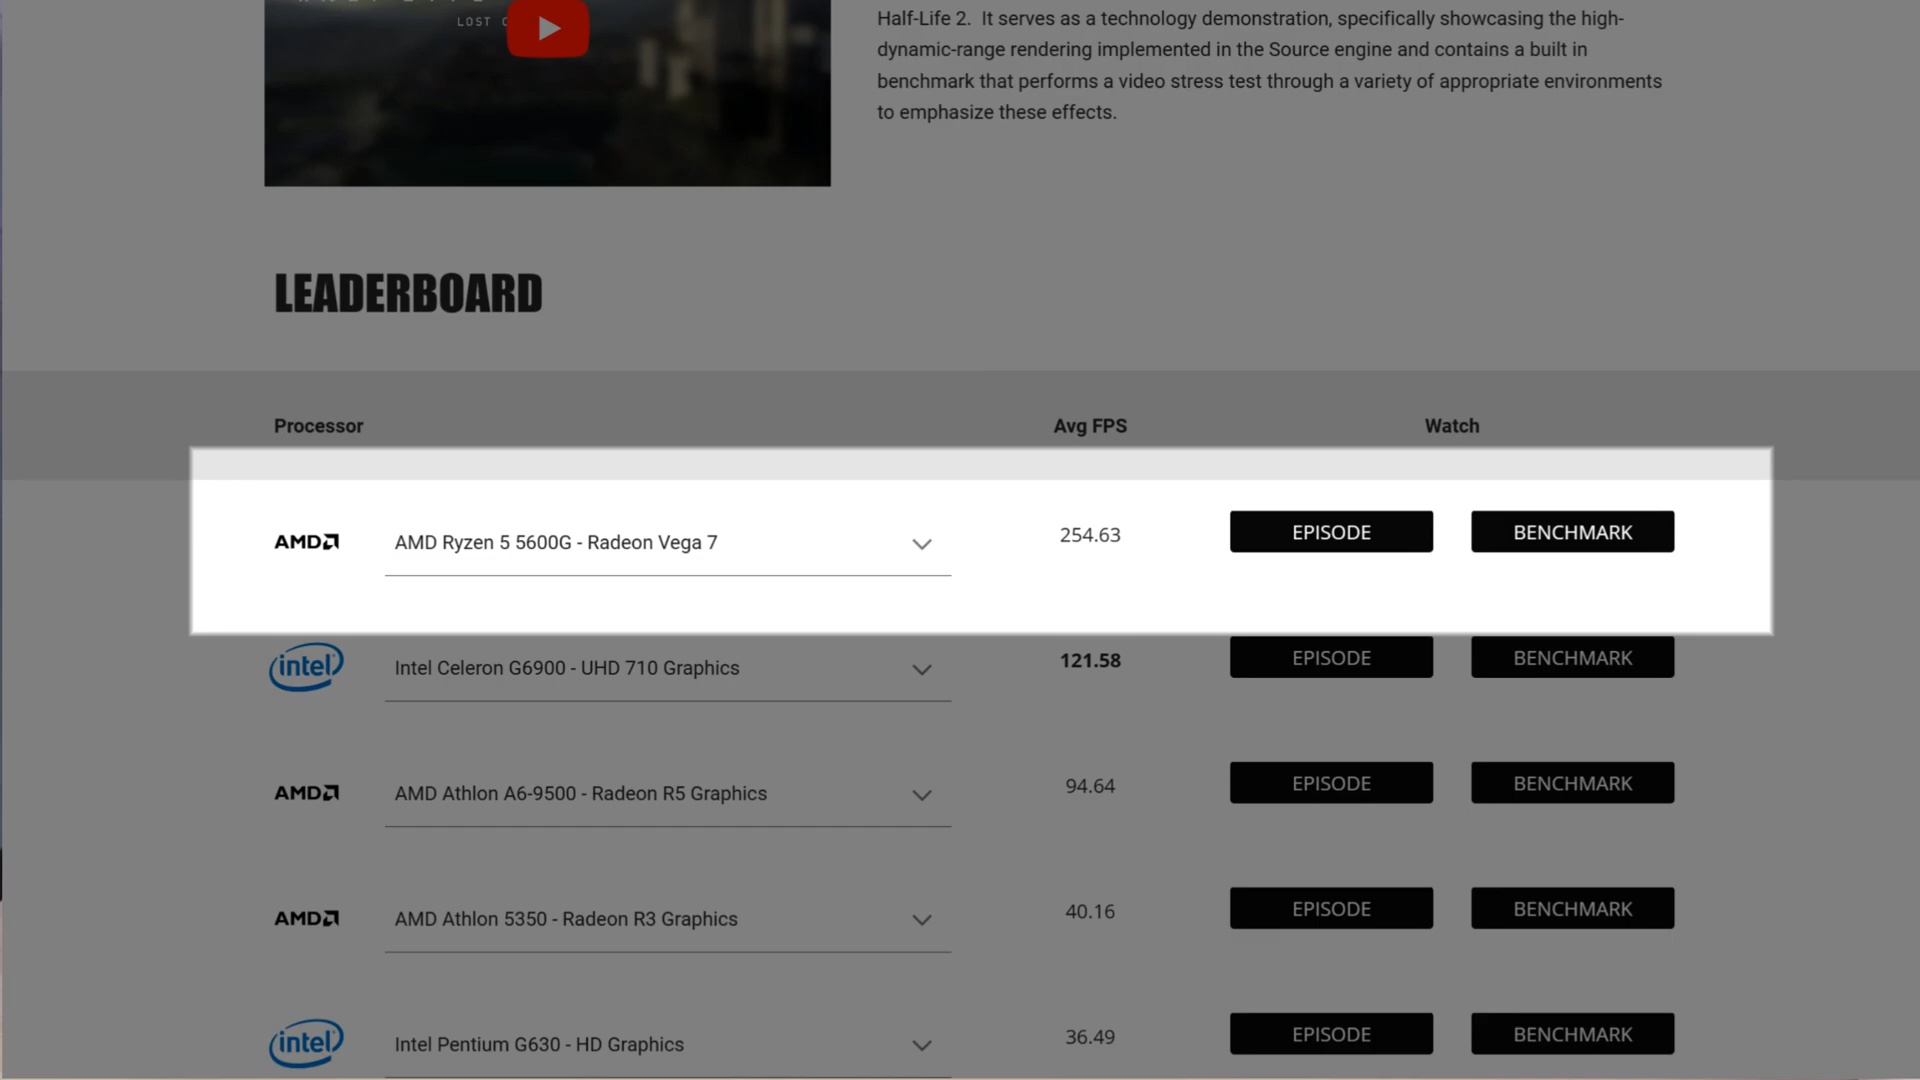 LOST
Half-Life 2. It serves as a technology demonstration, specifically showcasing the high-
dynamic-range rendering implemented in the Source engine and contains a built in
benchmark that performs a video stress test through a variety of appropriate environments
to emphasize these effects.
LEADERBOARD
Processor Avg FPS Watch
AMD AMD Ryzen 5 5600G - Radeon Vega 7 254.63 EPISODE BENCHMARK
intel Intel Celeron G6900 - UHD 710 Graphics 121.58 EPISODE BENCHMARK
AMD AMD Athlon A6-9500 - Radeon R5 Graphics 94.64 EPISODE BENCHMARK
AMD AMD Athlon 5350 - Radeon R3 Graphics 40.16 EPISODE BENCHMARK
intel Intel Pentium G630 - HD Graphics 36.49 EPISODE BENCHMARK